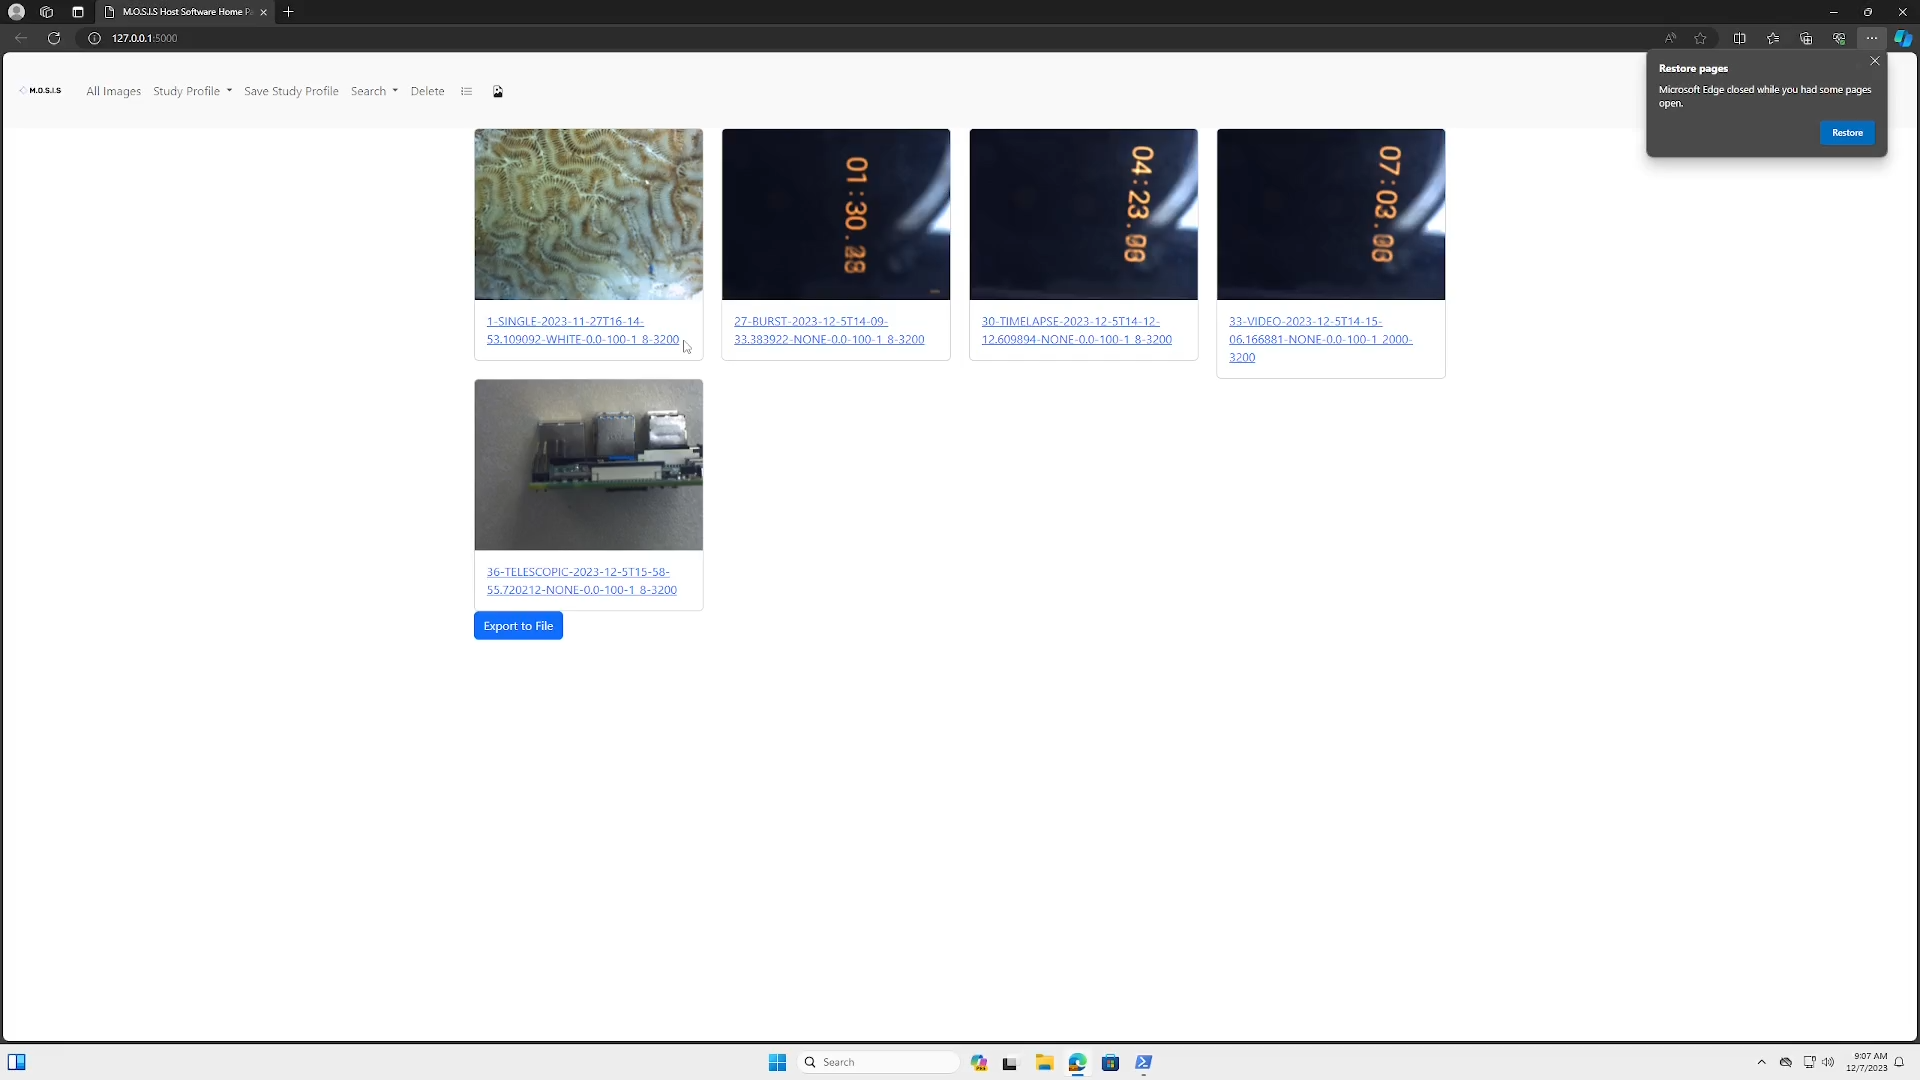 M.O.S.I.S Host Software Home P
127.0.0.1:5000
Restore pages
Microsoft Edge closed while you had some pages
open.
Restore
M.O.S.I.S
All Images Study Profile Save Study Profile Search Delete
01:30.
04:23.
07:03.
1-SINGLE-2023-11-27T16-14-
53.109092-WHITE-0.0-100-1_8-3200
27-BURST-2023-12-5T14-09-
33.383922-NONE-0.0-100-1_8-3200
30-TIMELAPSE-2023-12-5T14-12-
12.609894-NONE-0.0-100-1_8-3200
33-VIDEO-2023-12-5T14-15-
06.166881-NONE-0.0-100-1_2000-
3200
36-TELESCOPIC-2023-12-5T15-58-
55.720212-NONE-0.0-100-1_8-3200
Export to File
Search
9:07 AM
12/7/2023